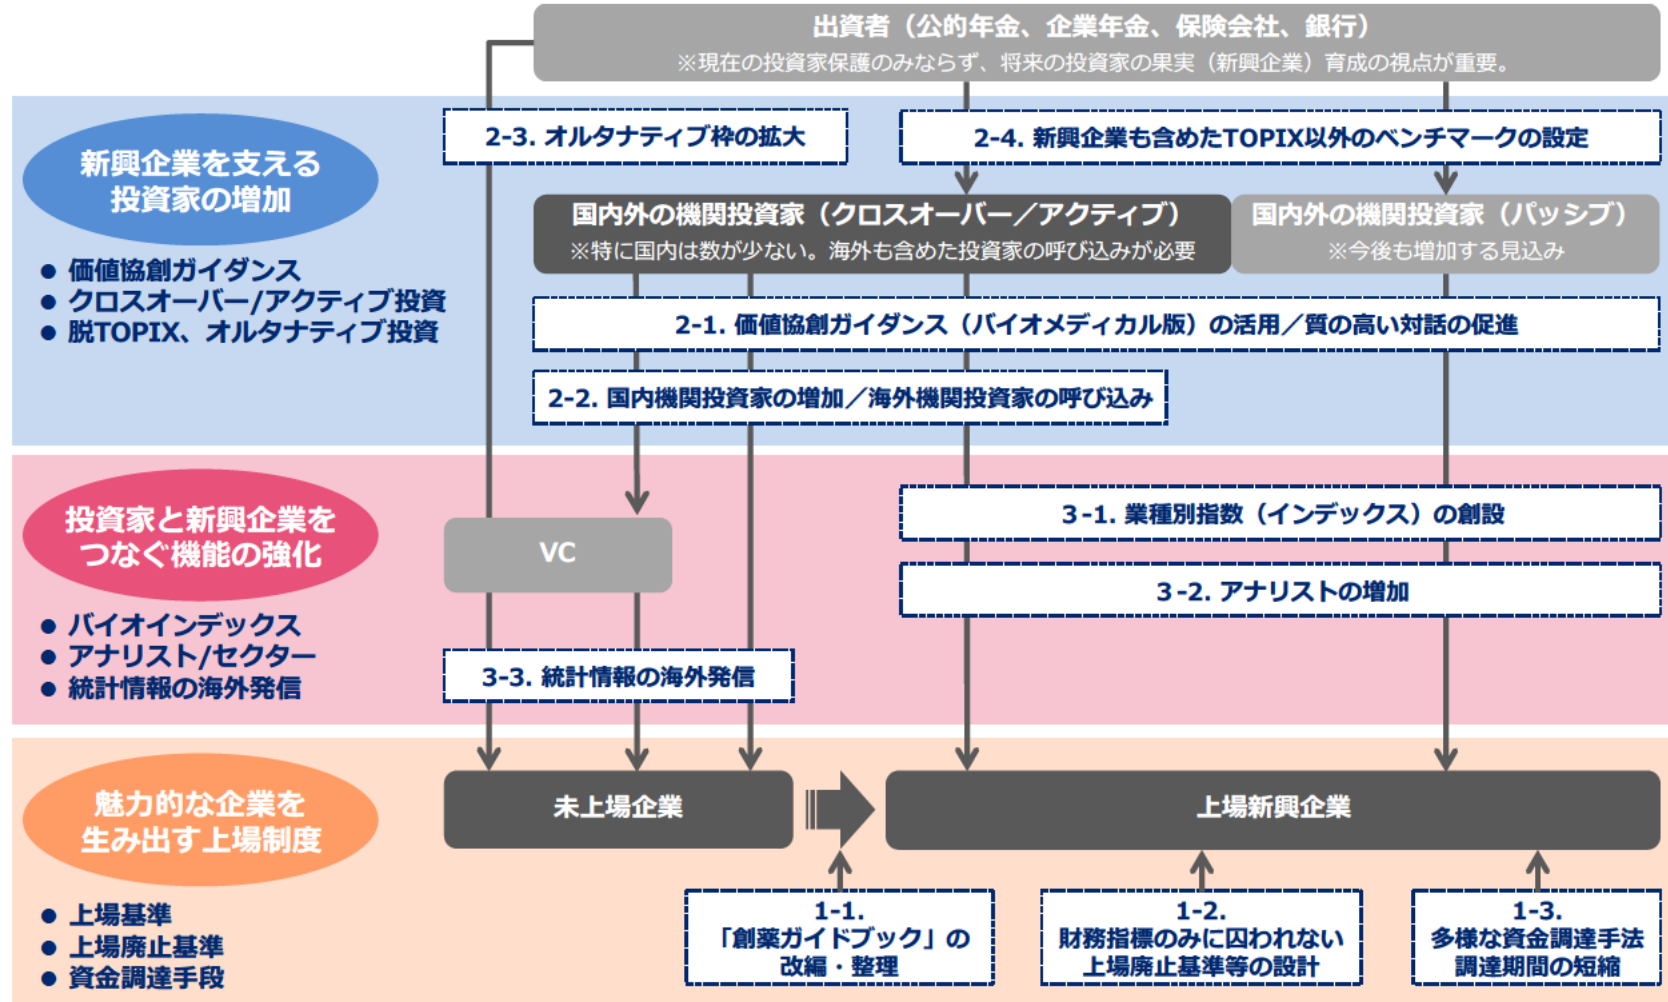 出資者（公的年金、企業年金、保険会社、銀行）
※現在の投資家保護のみならず、将来の投資家の果実（新興企業）育成の視点が重要。
2-3. オルタナティブ枠の拡大
2-4. 新興企業も含めたTOPIX以外のベンチマークの設定
新興企業を支える
投資家の増加
国内外の機関投資家（クロスオーバー／アクティブ）
※特に国内は数が少ない。海外も含めた投資家の呼び込みが必要
国内外の機関投資家（パッシブ）
※今後も増加する見込み
● 価値協創ガイダンス
● クロスオーバー/アクティブ投資
● 脱TOPIX、オルタナティブ投資
2-1. 価値協創ガイダンス（バイオメディカル版）の活用／質の高い対話の促進
2-2. 国内機関投資家の増加／海外機関投資家の呼び込み
投資家と新興企業を
つなぐ機能の強化
VC
3-1. 業種別指数（インデックス）の創設
3-2. アナリストの増加
● バイオインデックス
● アナリスト/セクター
● 統計情報の海外発信
3-3. 統計情報の海外発信
魅力的な企業を
生み出す上場制度
未上場企業
上場新興企業
● 上場基準
● 上場廃止基準
● 資金調達手段
1-1.
「創薬ガイドブック」の
改編・整理
1-2.
財務指標のみに囚われない
上場廃止基準等の設計
1-3.
多様な資金調達手法
調達期間の短縮